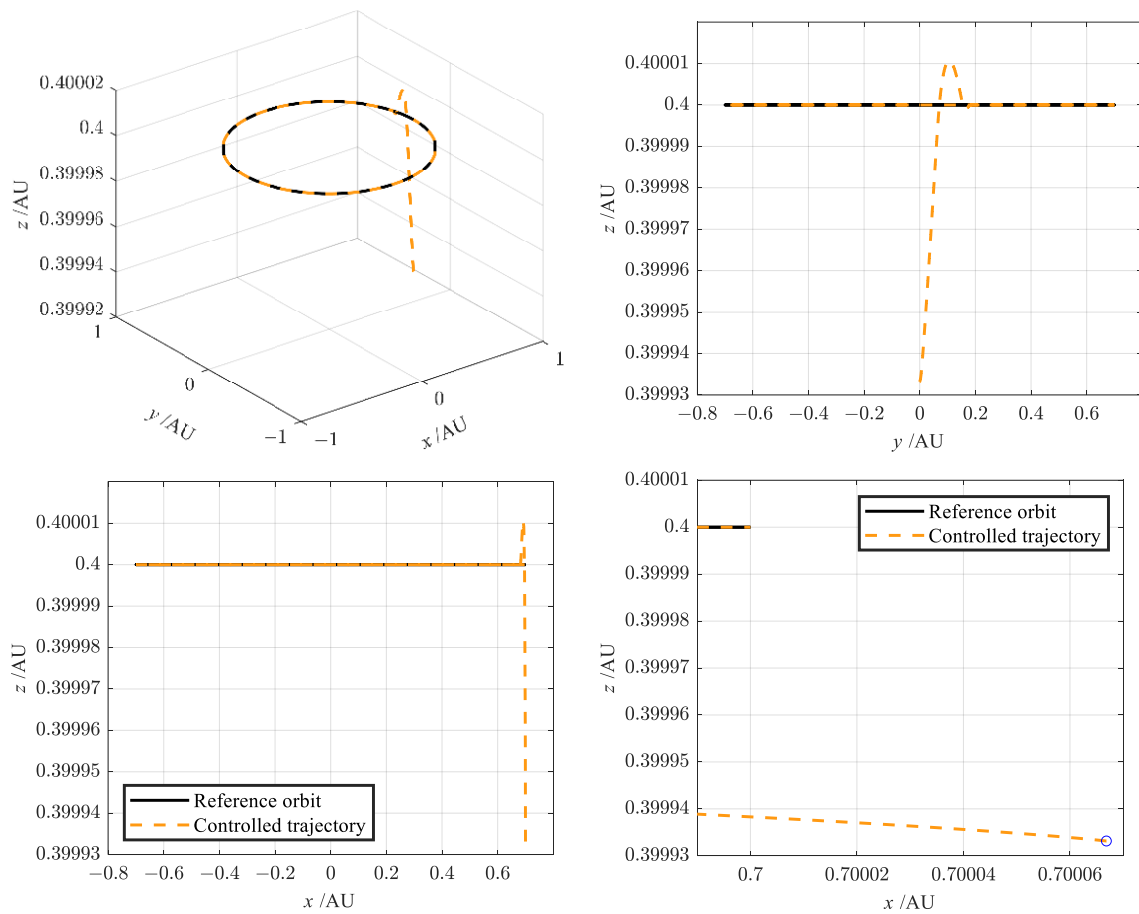 0.40002
0.4
0.39998
0.39996
0.39994
0.39992
z /AU
1
0
−1
y /AU
−1
0
1
x /AU
0.40001
0.4
0.39999
0.39998
0.39997
0.39996
0.39995
0.39994
0.39993
z /AU
−0.8 −0.6 −0.4 −0.2 0 0.2 0.4 0.6
y /AU
0.40001
0.4
0.39999
0.39998
0.39997
0.39996
0.39995
0.39994
0.39993
z /AU
Reference orbit
Controlled trajectory
−0.8 −0.6 −0.4 −0.2 0 0.2 0.4 0.6
x /AU
0.40001
0.4
0.39999
0.39998
0.39997
0.39996
0.39995
0.39994
0.39993
z /AU
Reference orbit
Controlled trajectory
0.7 0.70002 0.70004 0.70006
x /AU